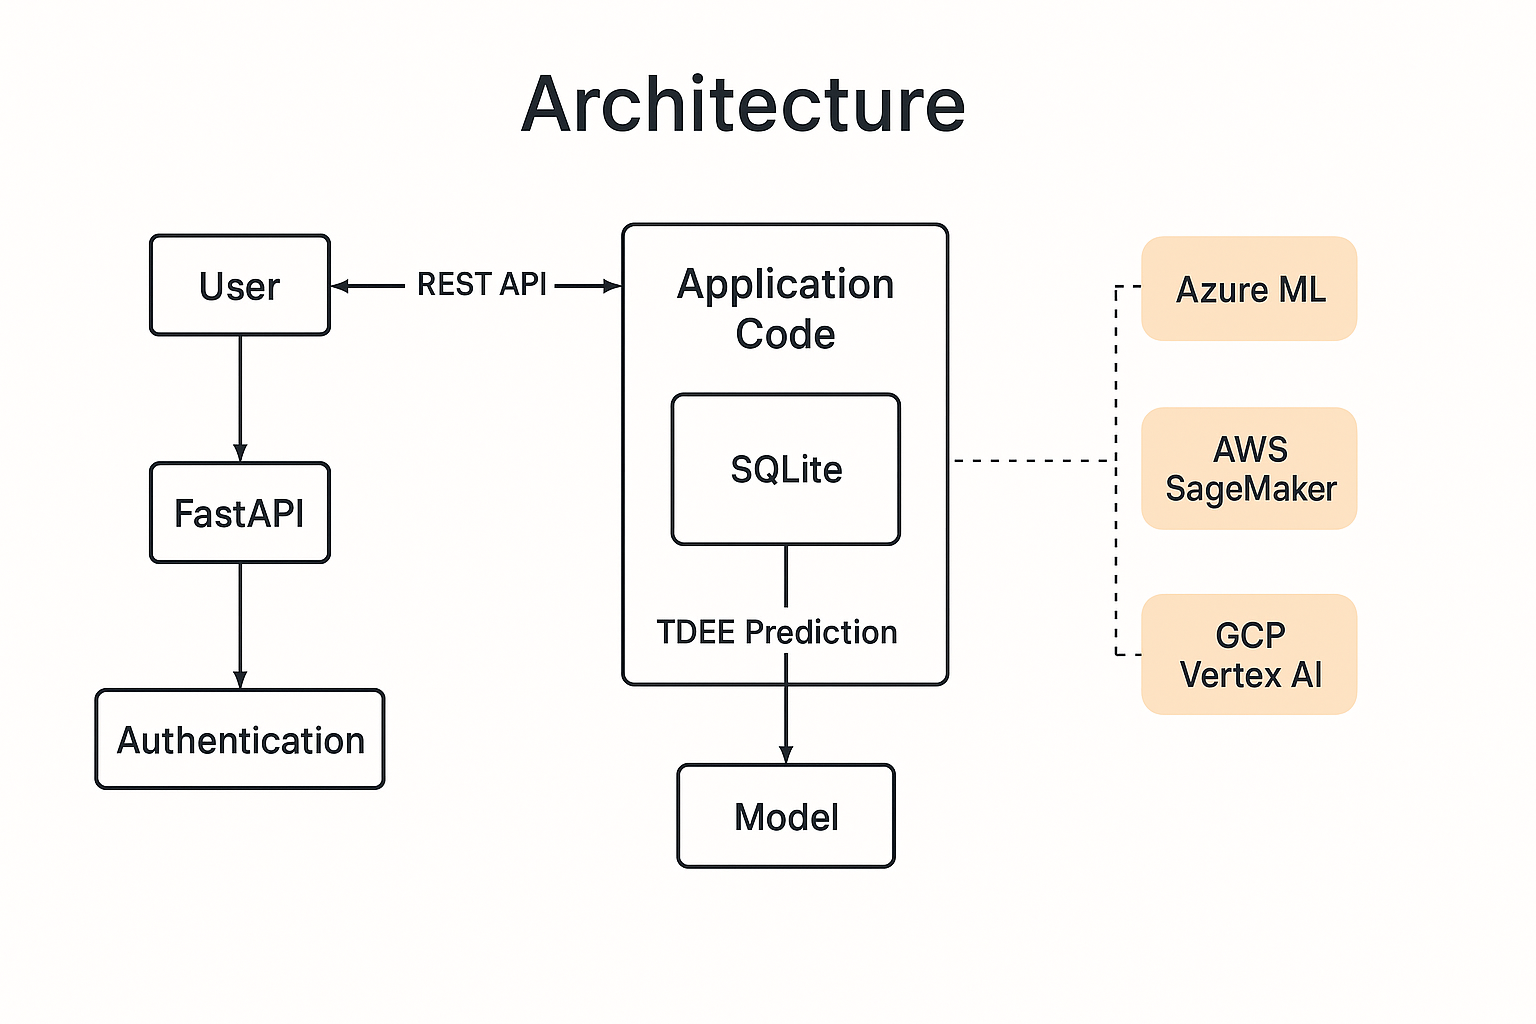 Architecture
User
REST API
Application
Code
SQLite
TDEE Prediction
Model
FastAPI
Authentication
Azure ML
AWS
SageMaker
GCP
Vertex AI